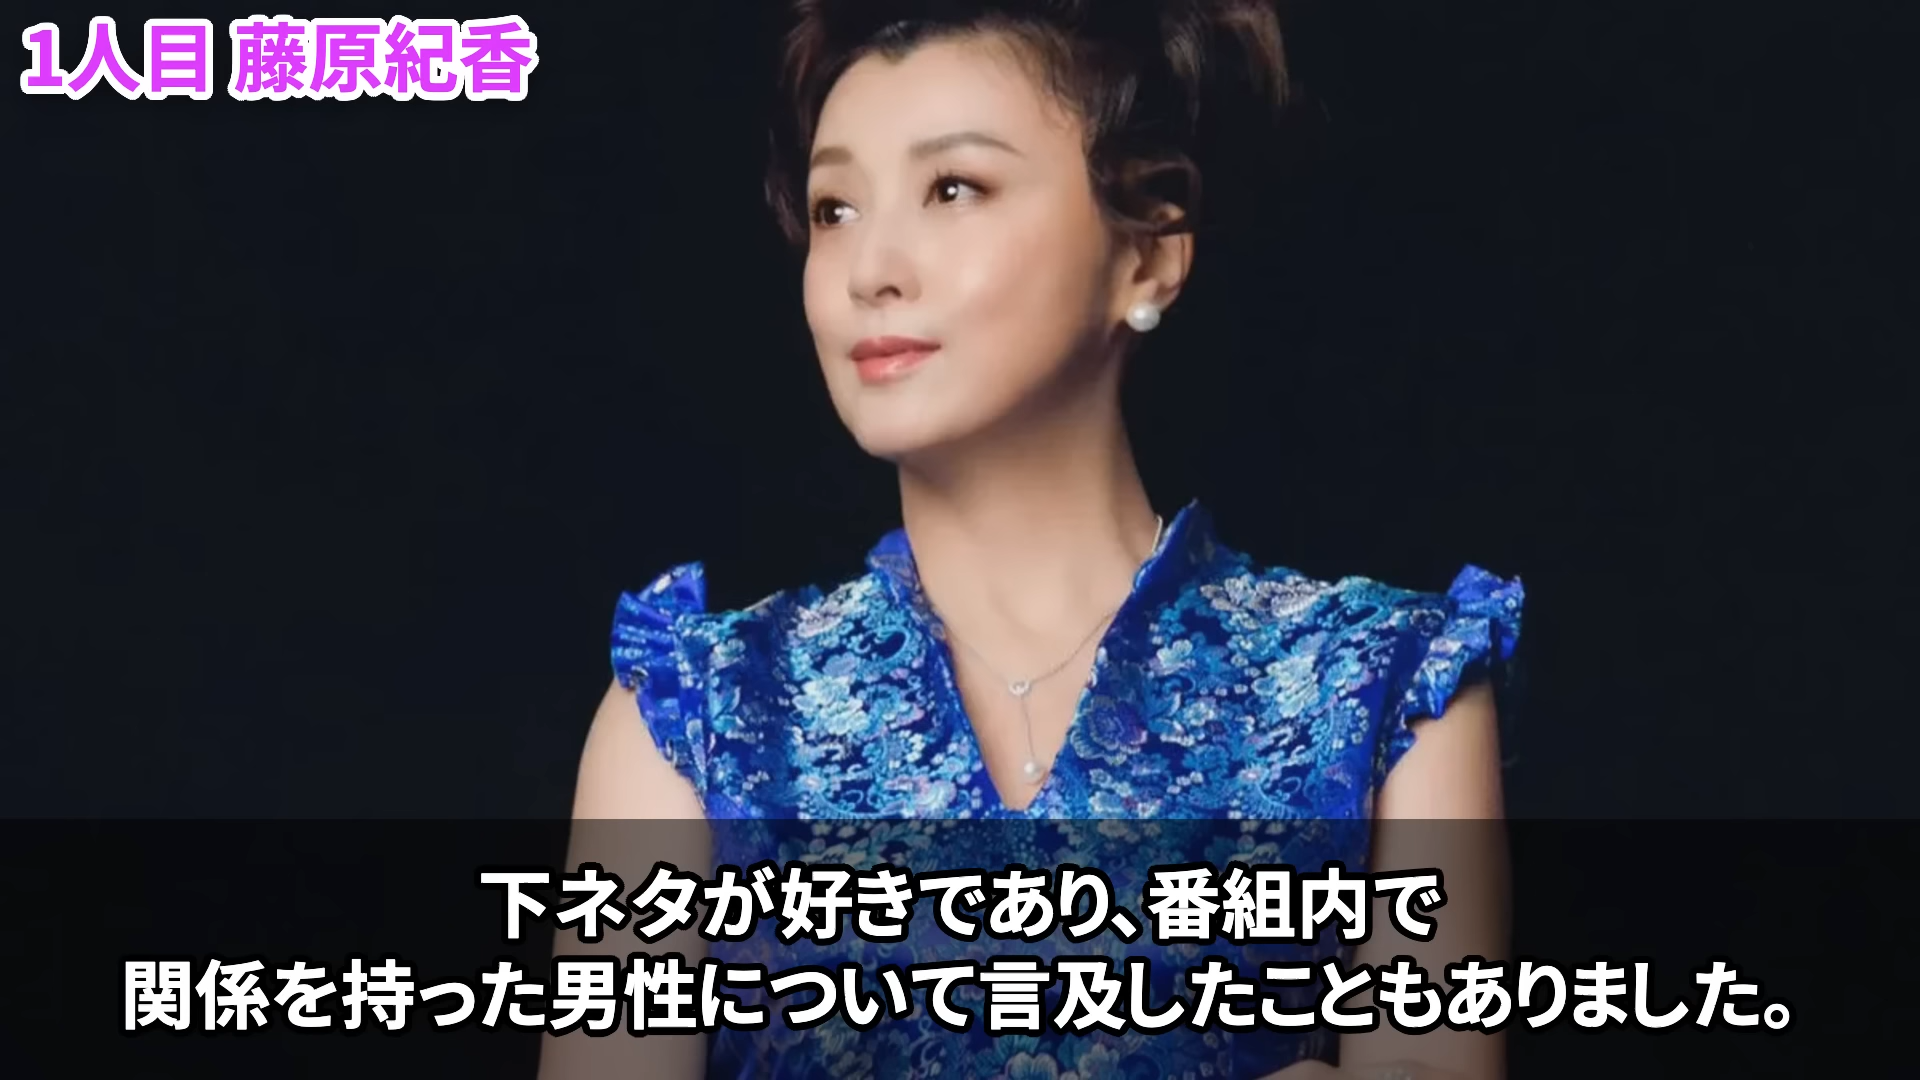 1人目 藤原紀香
下ネタが好きであり、番組内で
関係を持った男性について言及したこともありました。